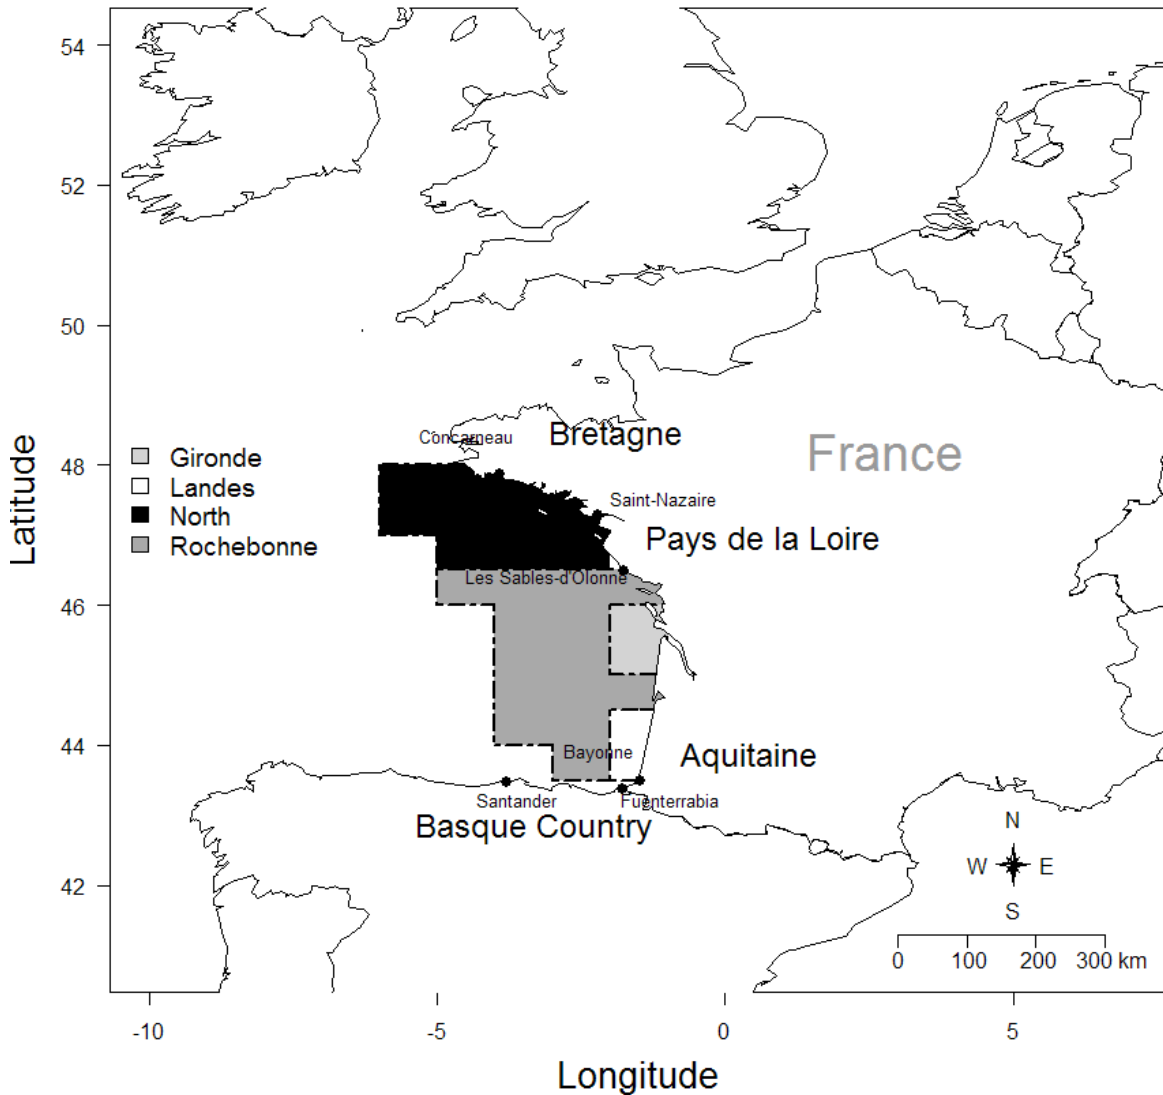 54
52
50
48
46
44
42
Latitude
Concarneau
Bretagne
France
Gironde
Landes
North
Rochebonne
Saint-Nazaire
Pays de la Loire
Les Sables-d'Olonne
Bayonne
Aquitaine
Santander
Fuenterrabia
Basque Country
N
W E
S
0 100 200 300 km
-10 -5 0 5
Longitude